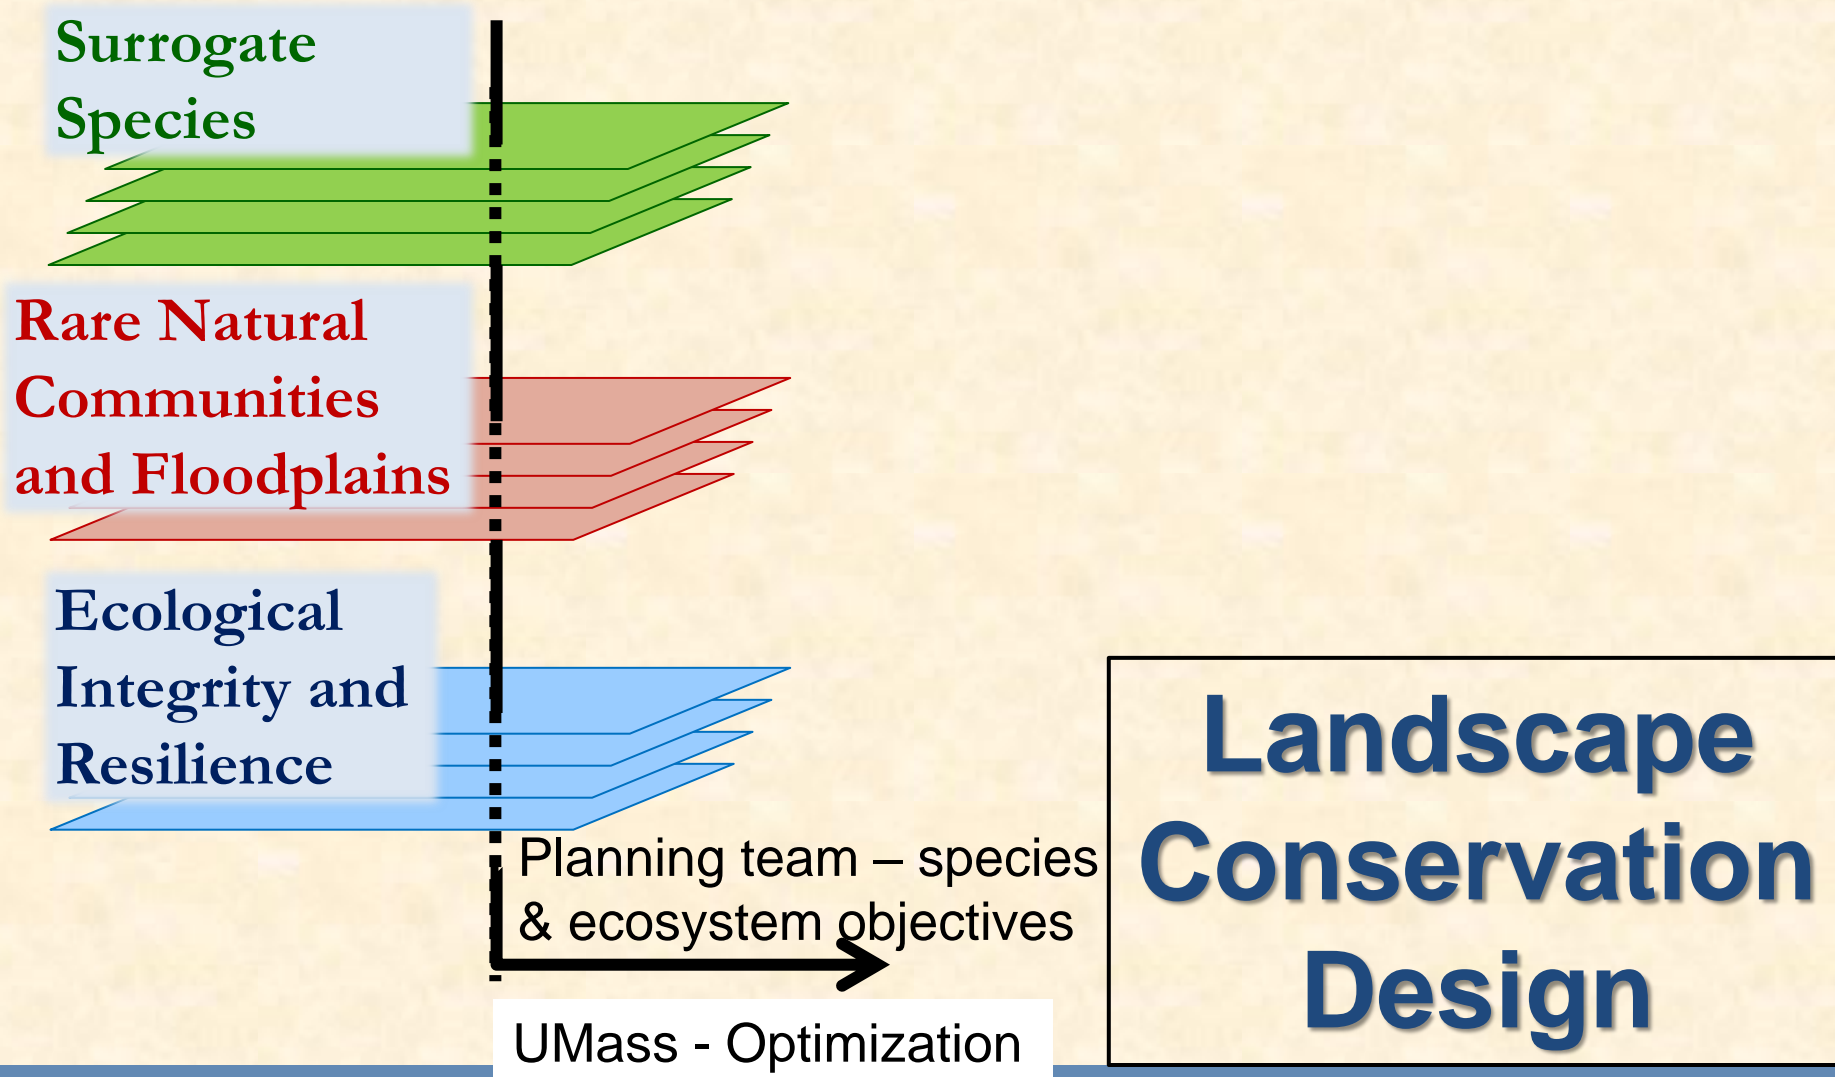 Surrogate
Species
Rare Natural
Communities
and Floodplains
Ecological
Integrity and
Resilience
Planning team – species
& ecosystem objectives
UMass - Optimization
Landscape
Conservation
Design